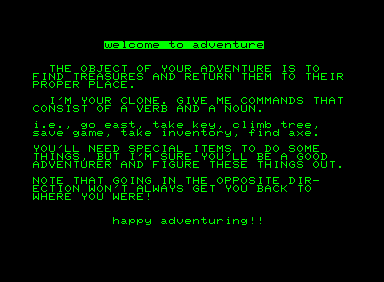 welcome to adventure
THE OBJECT OF YOUR ADVENTURE IS TO
FIND TREASURES AND RETURN THEM TO THEIR
PROPER PLACE.
I'M YOUR CLONE. GIVE ME COMMANDS THAT
CONSIST OF A VERB AND A NOUN.
i.e., go east, take key, climb tree,
save game, take inventory, find axe.
YOU'LL NEED SPECIAL ITEMS TO DO SOME
THINGS, BUT I'M SURE YOU'LL BE A GOOD
ADVENTURER AND FIGURE THESE THINGS OUT.
NOTE THAT GOING IN THE OPPOSITE DIR-
ECTION WON'T ALWAYS GET YOU BACK TO
WHERE YOU WERE!
happy adventuring!!